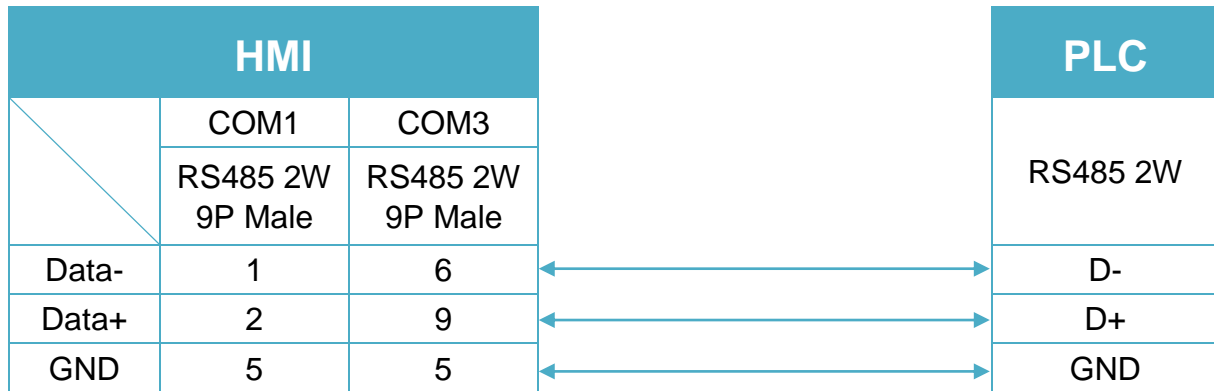 HMI PLC
COM1 COM3
RS485 2W RS485 2W RS485 2W
9P Male 9P Male
Data- 1 6 D-
Data+ 2 9 D+
GND 5 5 GND